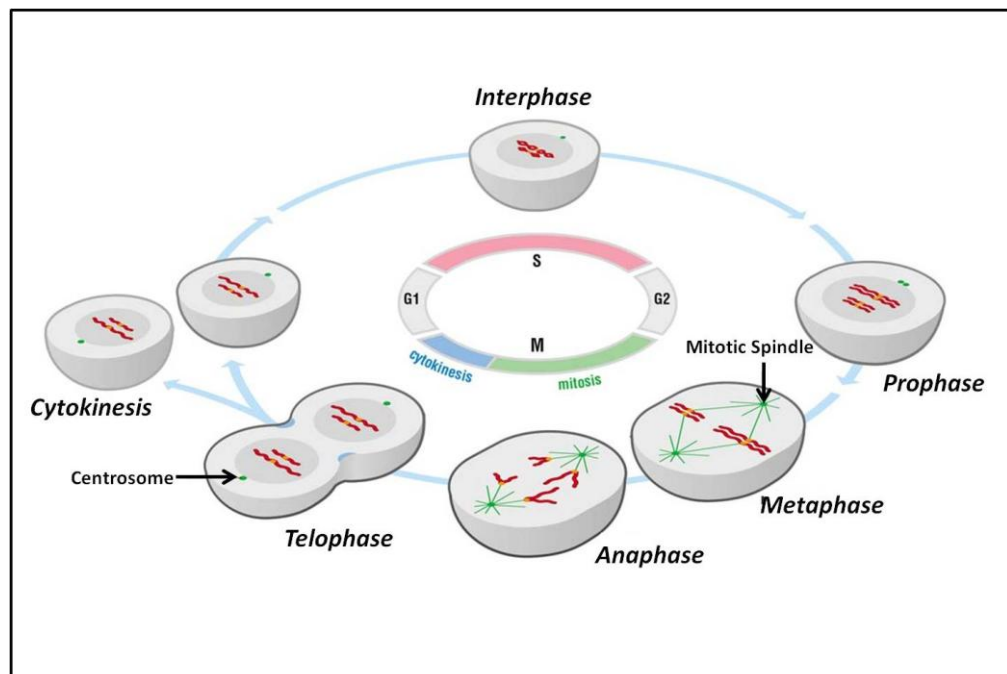 Interphase
S
G1
G2
M
cytokinesis
mitosis
Mitotic Spindle
Prophase
Cytokinesis
Centrosome
Metaphase
Telophase
Anaphase